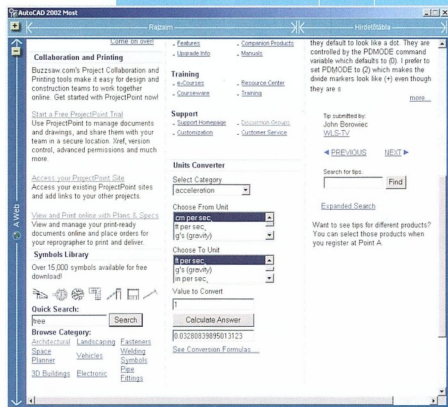 AutoCAD 2002 Most
Rajzaim
Hirdetőtábla
A Web
Come on over!
Collaboration and Printing
Buzzsaw.com's Project Collaboration and
Printing tools make it easy for design and
construction teams to work together
online. Get started with ProjectPoint now!
Start a Free ProjectPoint Trial
Use ProjectPoint to manage documents
and drawings, and share them with your
team in a secure location. Xref, version
control, advanced permissions and much
more.
Access your ProjectPoint Site
Access your existing ProjectPoint sites
and add links to your other projects.
View and Print online with Plans & Specs
View and manage your print-ready
documents online and place orders for
your reprographer to print and deliver.
Symbols Library
Over 15,000 symbols available for free
download!
Quick Search:
free
Search
Browse Category:
Architectural Landscaping Fasteners
Space Planner
Vehicles
Welding Symbols
3D Buildings Electronic
Pipe Fittings
- Features
- Companion Products
- Upgrade Info
- Manuals
Training
- e-Courses
- Resource Center
- Courseware
- Training
Support
- Support Homepage
- Discussion Groups
- Customization
- Customer Service
Units Converter
Select Category
acceleration
Choose From Unit
cm per sec,
ft per sec,
g's (gravity)
Choose To Unit
ft per sec,
g's (gravity)
in per sec,
Value to Convert
1
Calculate Answer
0.03280839895013123
See Conversion Formulas...
they default to look like a dot. They are
controlled by the PDMODE command
variable which defaults to (0). I prefer to
set PDMODE to (2) which makes the
divide markers look like (+) even though
they are s
more...
Tip submitted by:
John Berowiec
WLS-TV
PREVIOUS NEXT
Search for tips.
Find
Expanded Search
Want to see tips for different products?
You can select those products when
you register at Point A